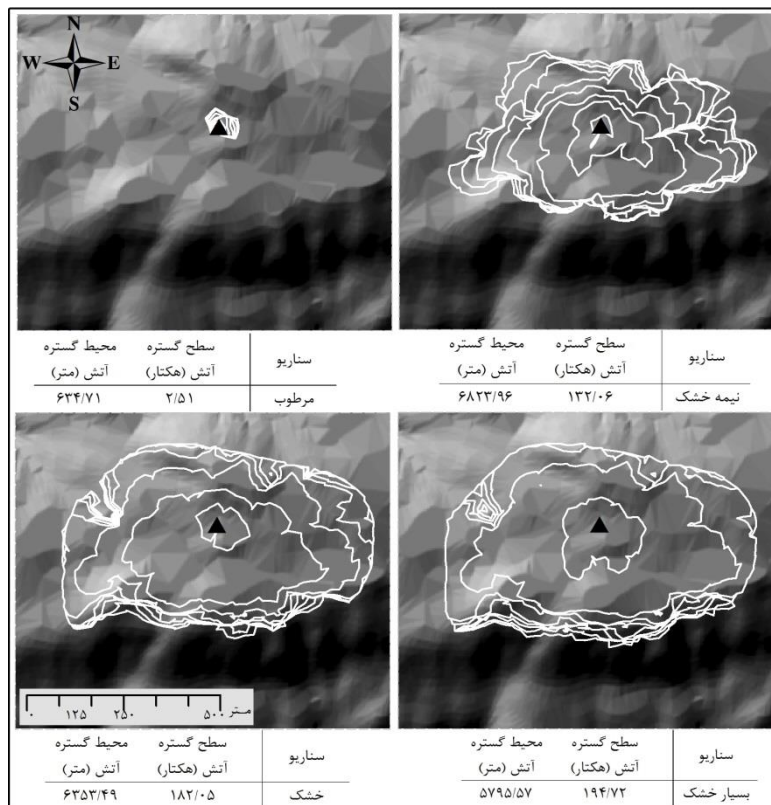 N
W E
S
سناریو سطح گستره آتش (هکتار) محیط گستره آتش (متر)
مرطوب ۲/۵۱ ۶۳۴/۷۱
سناریو سطح گستره آتش (هکتار) محیط گستره آتش (متر)
نیمه خشک ۱۳۲/۰۶ ۶۸۲۳/۹۶
۰ ۱۲۵ ۲۵۰ ۵۰۰ متر
سناریو سطح گستره آتش (هکتار) محیط گستره آتش (متر)
خشک ۱۸۲/۰۵ ۶۳۵۳/۴۹
سناریو سطح گستره آتش (هکتار) محیط گستره آتش (متر)
بسیار خشک ۱۹۴/۷۲ ۵۷۹۵/۵۷